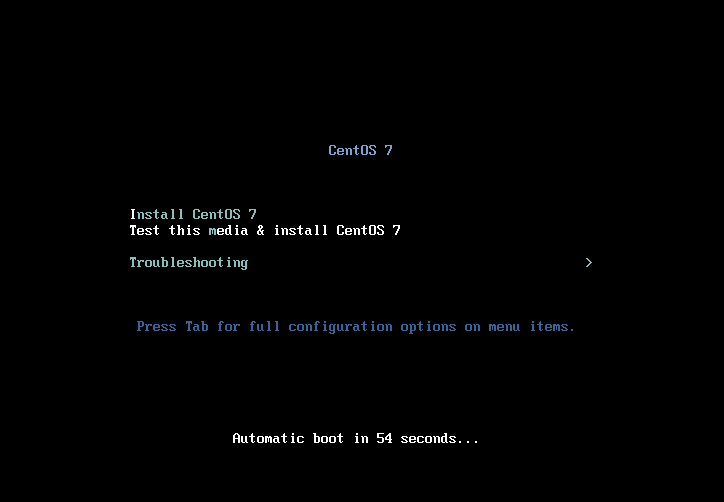 CentOS 7
Install CentOS 7
Test this media & install CentOS 7
Troubleshooting >
Press Tab for full configuration options on menu items.
Automatic boot in 54 seconds...